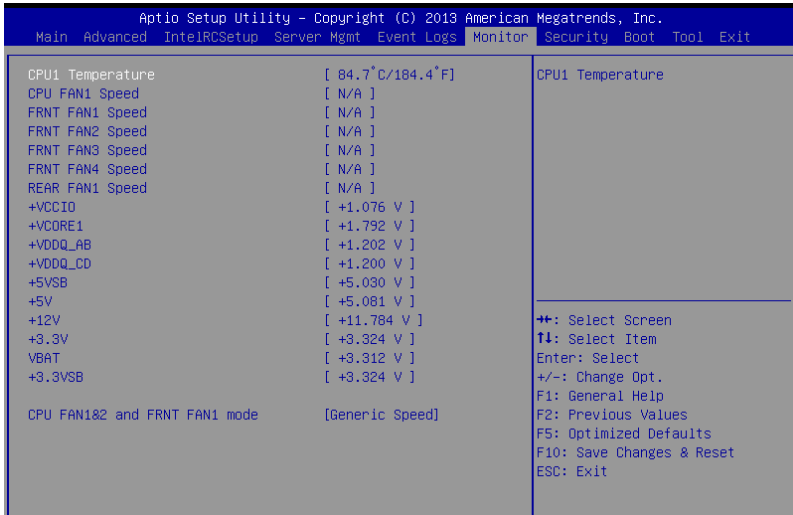 Aptio Setup Utility – Copyright (C) 2013 American Megatrends, Inc.
Main Advanced IntelRCSetup Server Mgmt Event Logs Monitor Security Boot Tool Exit
CPU1 Temperature [ 84.7°C/184.4°F]
CPU FAN1 Speed [ N/A ]
FRNT FAN1 Speed [ N/A ]
FRNT FAN2 Speed [ N/A ]
FRNT FAN3 Speed [ N/A ]
FRNT FAN4 Speed [ N/A ]
REAR FAN1 Speed [ N/A ]
+VCCIO [ +1.076 V ]
+VCORE1 [ +1.792 V ]
+VDDQ_AB [ +1.202 V ]
+VDDQ_CD [ +1.200 V ]
+5VSB [ +5.030 V ]
+5V [ +5.081 V ]
+12V [ +11.784 V ]
+3.3V [ +3.324 V ]
VBAT [ +3.312 V ]
+3.3VSB [ +3.324 V ]
CPU FAN1&2 and FRNT FAN1 mode [Generic Speed]
CPU1 Temperature
→←: Select Screen
↑↓: Select Item
Enter: Select
+/-: Change Opt.
F1: General Help
F2: Previous Values
F5: Optimized Defaults
F10: Save Changes & Reset
ESC: Exit